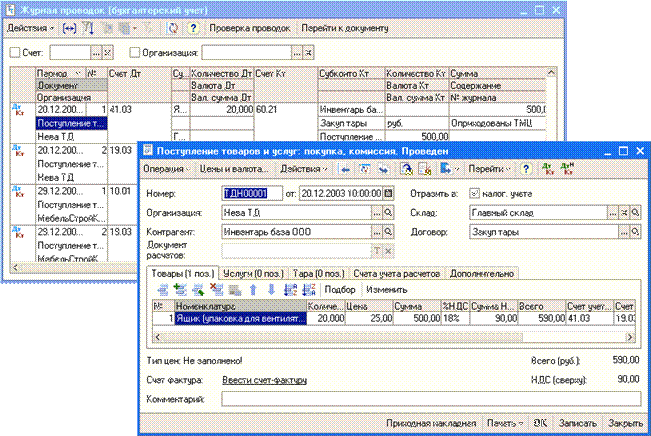 Журнал проводок (бухгалтерский учет)
Действия Проверка проводок Перейти к документу
Счет: ... Организация: ...
Период № Счет Дт Су... Количество Дт Счет Кт Субконто Кт Количество Кт Сумма
Документ Валюта Дт Валюта Кт Содержание
Организация Вал. сумма Дт Вал. сумма Кт № журнала
20.12.200... 1 41.03 Я... 20,000 60.21 Инвентарь ба... 500,
Поступление т... Закуп тары руб. Оприходованы ТМЦ
Нева ТД Г... Поступление ... 500,00
20.12.200... 2 19.03
Поступление т...
Нева ТД
29.12.200... 1 10.01
Поступление т...
МебельСтройК
29.12.200... 2 19.03
Поступление т...
МебельСтройК
Поступление товаров и услуг: покупка, комиссия. Проведен
Операция Цены и валюта... Действия Перейти
Номер: ТДН00001 от: 20.12.2003 10:00:00 Отразить в: налог. учете
Организация: Нева ТД ... Склад: Главный склад ...
Контрагент: Инвентарь база ООО ... Договор: Закуп тары ...
Документ расчетов:
Товары (1 поз.) Услуги (0 поз.) Тара (0 поз.) Счета учета расчетов Дополнительно
Подбор Изменить
№ Номенклатура Количе... Цена Сумма %НДС Сумма Н... Всего Счет учет... Счет
1 Ящик (упаковка для вентилят... 20,000 25,00 500,00 18% 90,00 590,00 41.03 19.0
Тип цен: Не заполнено! Всего (руб.): 590,00
Счет фактура: Ввести счет-фактуру НДС (сверху): 90,00
Комментарий:
Приходная накладная Печать OK Записать Закрыть